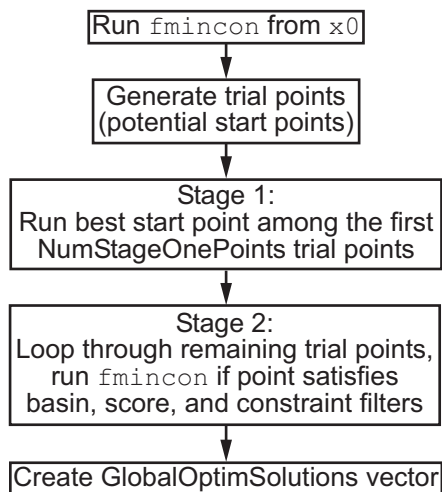 Run fmincon from x0
Generate trial points
(potential start points)
Stage 1:
Run best start point among the first
NumStageOnePoints trial points
Stage 2:
Loop through remaining trial points,
run fmincon if point satisfies
basin, score, and constraint filters
Create GlobalOptimSolutions vector